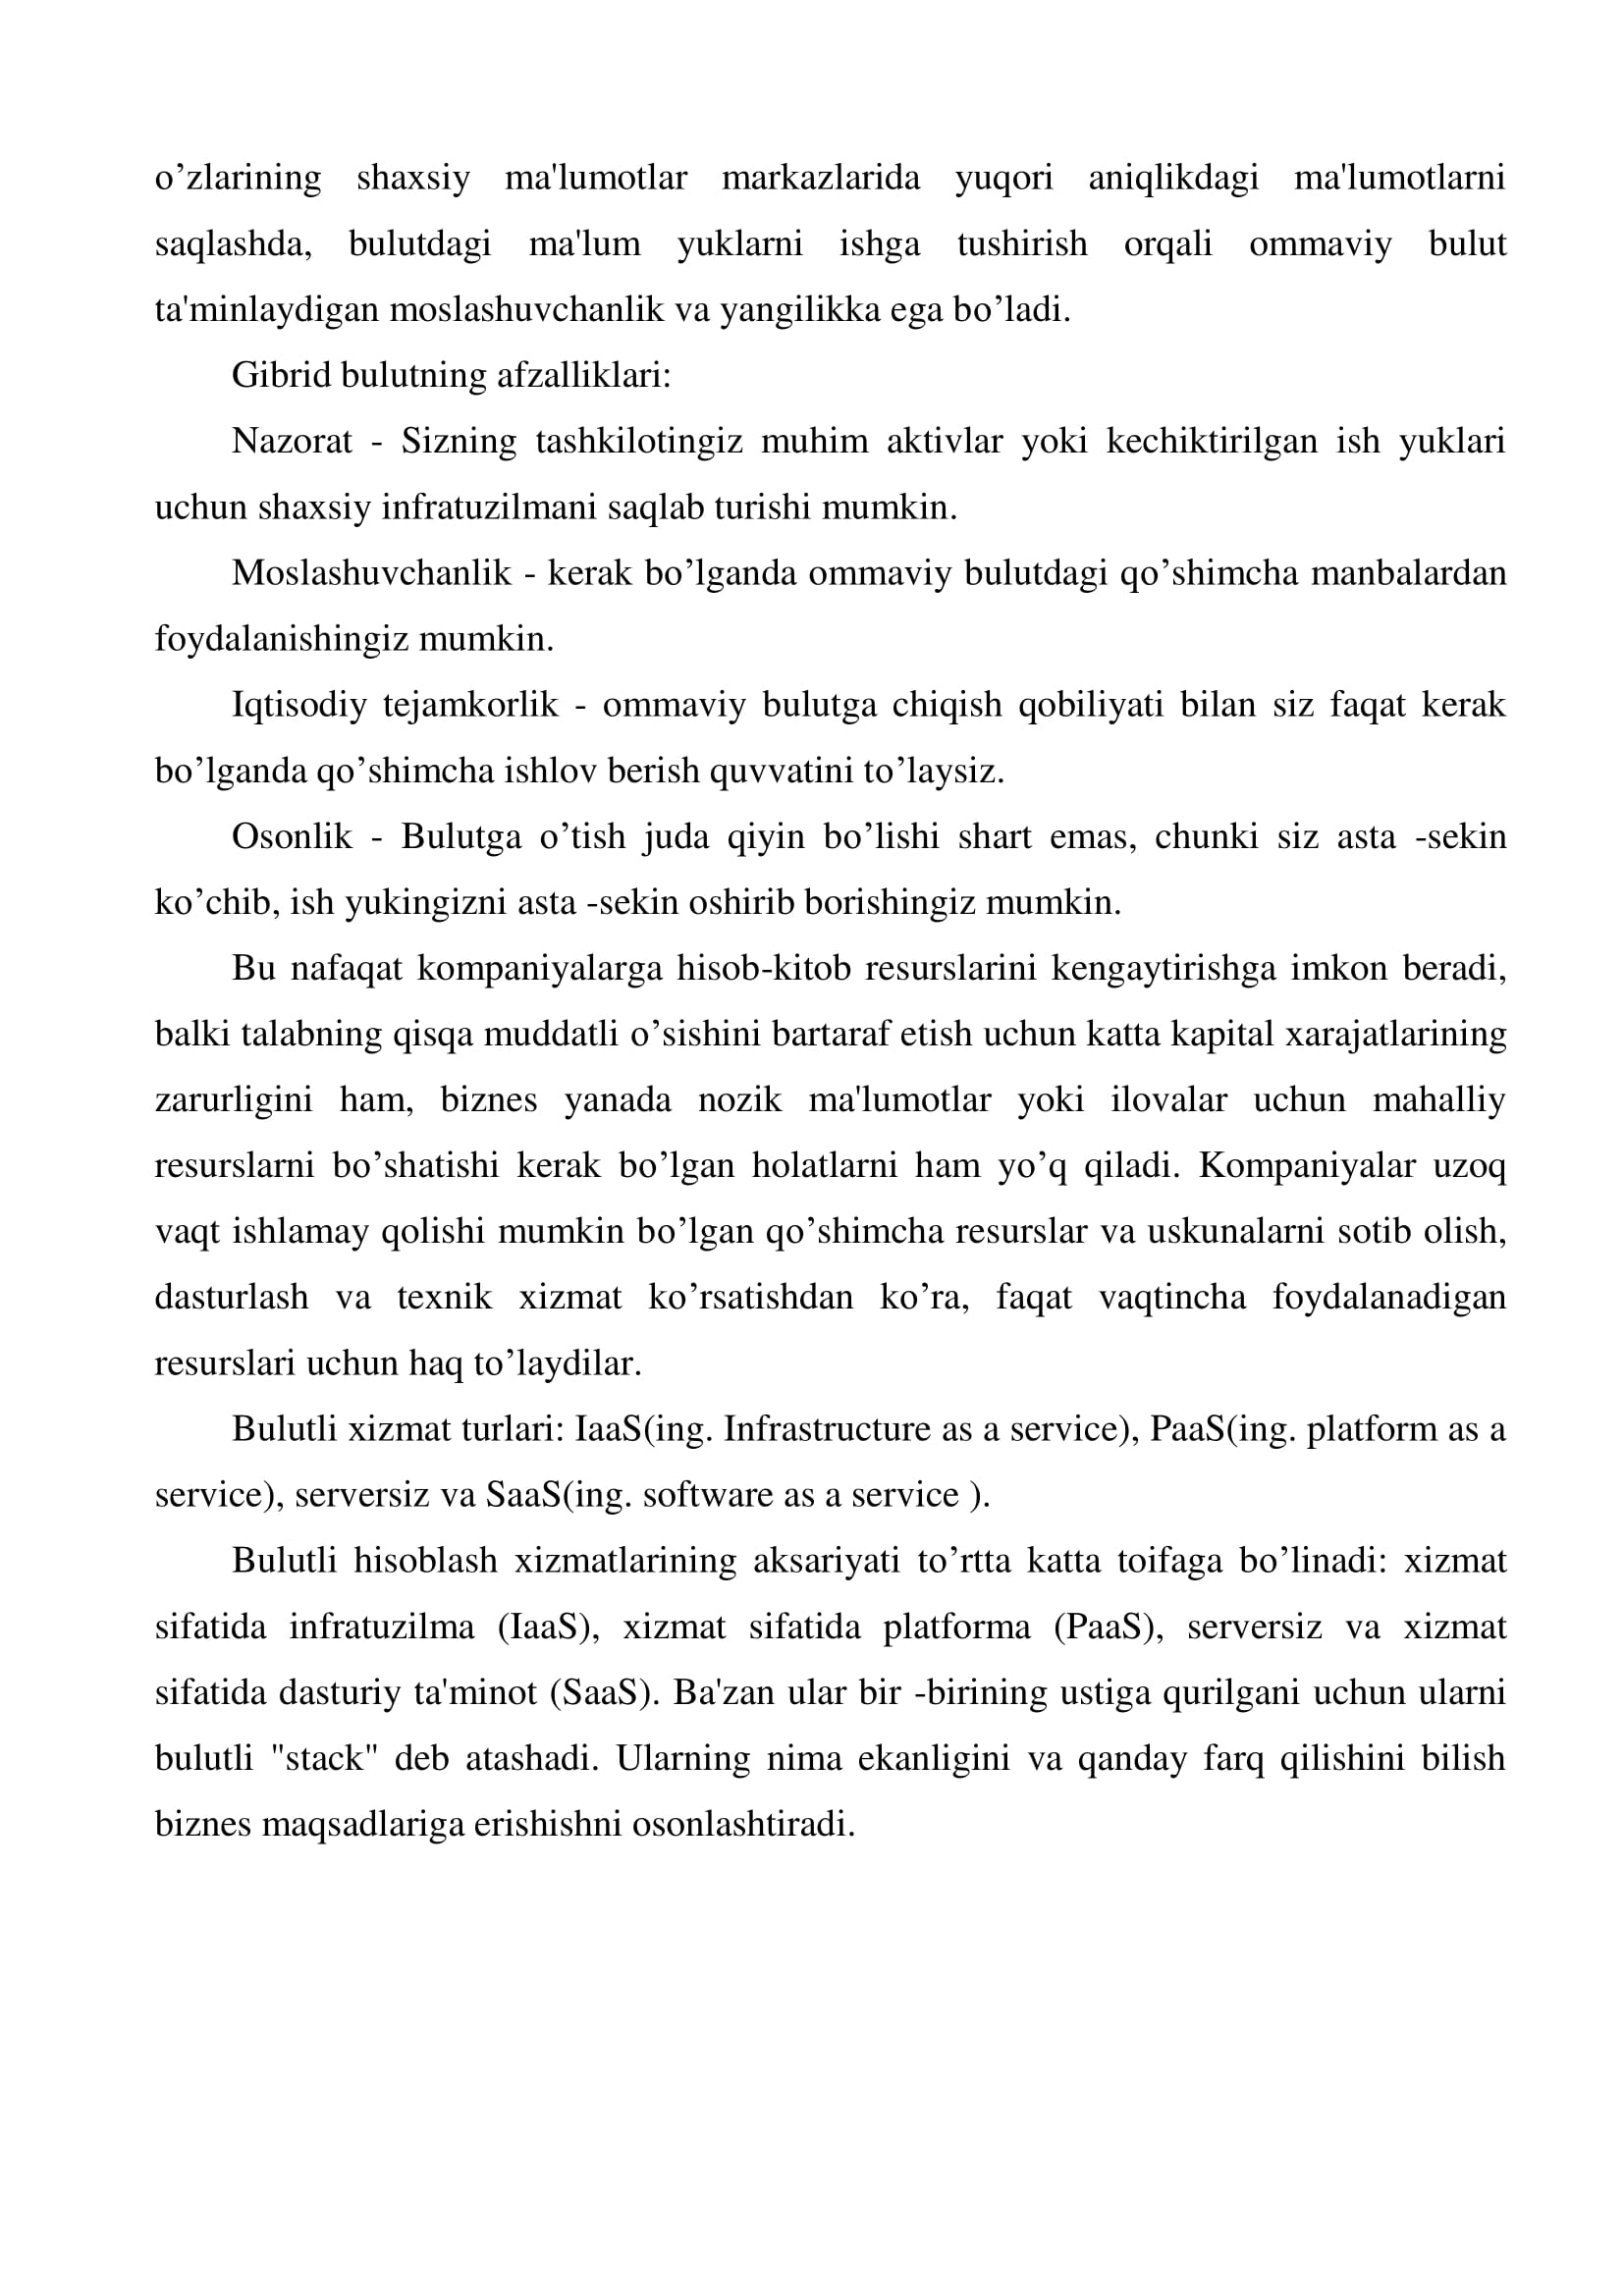 o’zlarining shaxsiy ma'lumotlar markazlarida yuqori aniqlikdagi ma'lumotlarni
saqlashda, bulutdagi ma'lum yuklarni ishga tushirish orqali ommaviy bulut
ta'minlaydigan moslashuvchanlik va yangilikka ega bo’ladi.
Gibrid bulutning afzalliklari:
Nazorat - Sizning tashkilotingiz muhim aktivlar yoki kechiktirilgan ish yuklari
uchun shaxsiy infratuzilmani saqlab turishi mumkin.
Moslashuvchanlik - kerak bo’lganda ommaviy bulutdagi qo’shimcha manbalardan
foydalanishingiz mumkin.
Iqtisodiy tejamkorlik - ommaviy bulutga chiqish qobiliyati bilan siz faqat kerak
bo’lganda qo’shimcha ishlov berish quvvatini to’laysiz.
Osonlik - Bulutga o’tish juda qiyin bo’lishi shart emas, chunki siz asta -sekin
ko’chib, ish yukingizni asta -sekin oshirib borishingiz mumkin.
Bu nafaqat kompaniyalarga hisob-kitob resurslarini kengaytirishga imkon beradi,
balki talabning qisqa muddatli o’sishini bartaraf etish uchun katta kapital xarajatlarining
zarurligini ham, biznes yanada nozik ma'lumotlar yoki ilovalar uchun mahalliy
resurslarni bo’shatishi kerak bo’lgan holatlarni ham yo’q qiladi. Kompaniyalar uzoq
vaqt ishlamay qolishi mumkin bo’lgan qo’shimcha resurslar va uskunalarni sotib olish,
dasturlash va texnik xizmat ko’rsatishdan ko’ra, faqat vaqtincha foydalanadigan
resurslari uchun haq to’laydilar.
Bulutli xizmat turlari: IaaS(ing. Infrastructure as a service), PaaS(ing. platform as a
service), serversiz va SaaS(ing. software as a service ).
Bulutli hisoblash xizmatlarining aksariyati to’rtta katta toifaga bo’linadi: xizmat
sifatida infratuzilma (IaaS), xizmat sifatida platforma (PaaS), serversiz va xizmat
sifatida dasturiy ta'minot (SaaS). Ba'zan ular bir -birining ustiga qurilgani uchun ularni
bulutli "stack" deb atashadi. Ularning nima ekanligini va qanday farq qilishini bilish
biznes maqsadlariga erishishni osonlashtiradi.